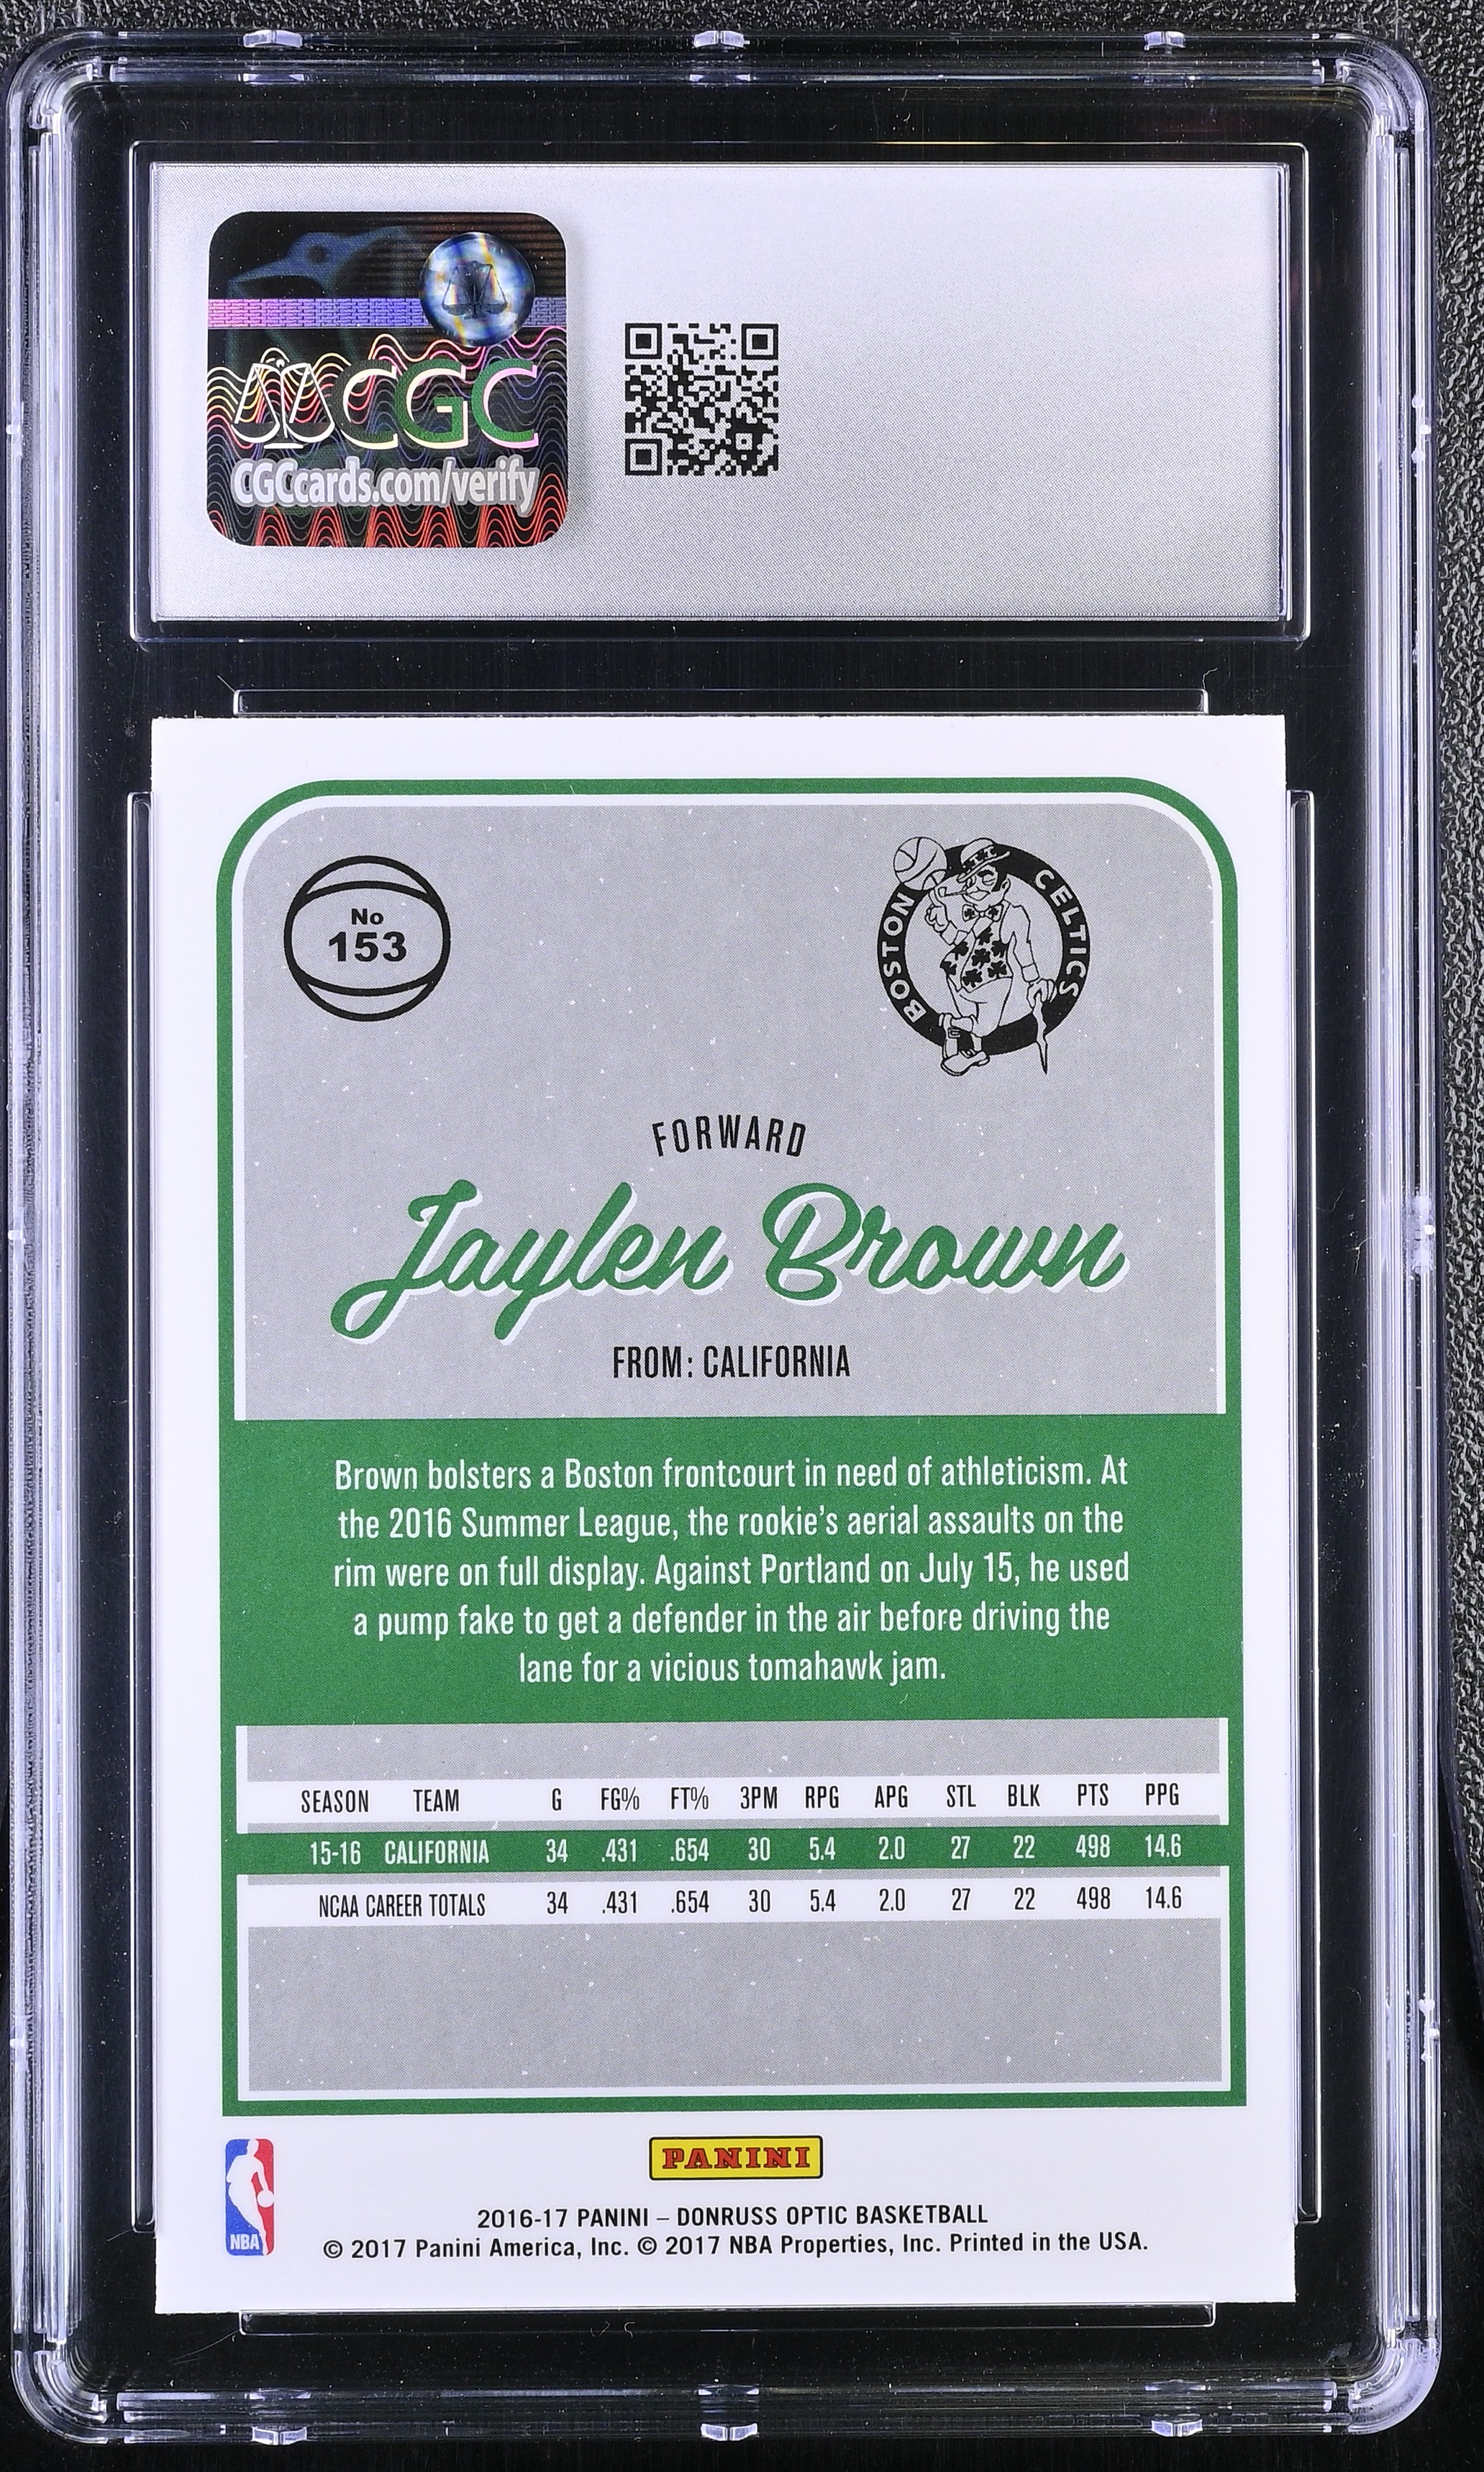 CGC
CGCcards.com/verify
No
153
BOSTON CELTICS
FORWARD
Jaylen Brown
FROM: CALIFORNIA
Brown bolsters a Boston frontcourt in need of athleticism. At
the 2016 Summer League, the rookie's aerial assaults on the
rim were on full display. Against Portland on July 15, he used
a pump fake to get a defender in the air before driving the
lane for a vicious tomahawk jam.
SEASON TEAM G FG% FT% 3PM RPG APG STL BLK PTS PPG
15-16 CALIFORNIA 34 .431 .654 30 5.4 2.0 27 22 498 14.6
NCAA CAREER TOTALS 34 .431 .654 30 5.4 2.0 27 22 498 14.6
PANINI
NBA
2016-17 PANINI – DONRUSS OPTIC BASKETBALL
© 2017 Panini America, Inc. © 2017 NBA Properties, Inc. Printed in the USA.